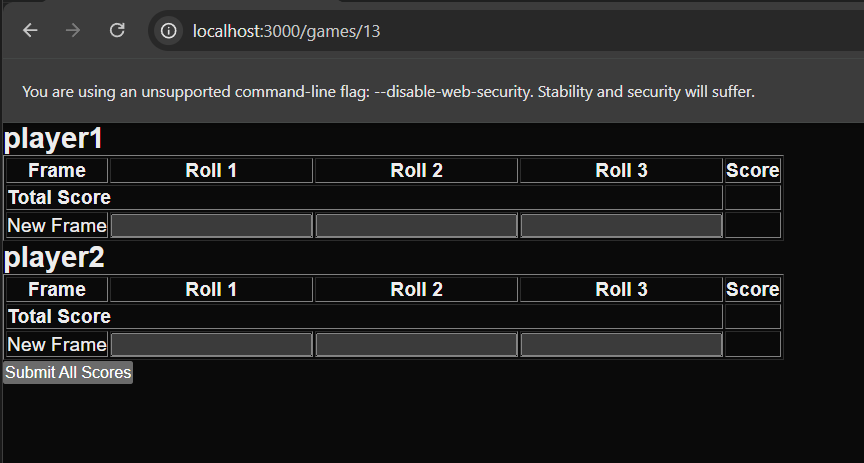 localhost:3000/games/13
You are using an unsupported command-line flag: --disable-web-security. Stability and security will suffer.
player1
Frame Roll 1 Roll 2 Roll 3 Score
Total Score
New Frame
player2
Frame Roll 1 Roll 2 Roll 3 Score
Total Score
New Frame
Submit All Scores